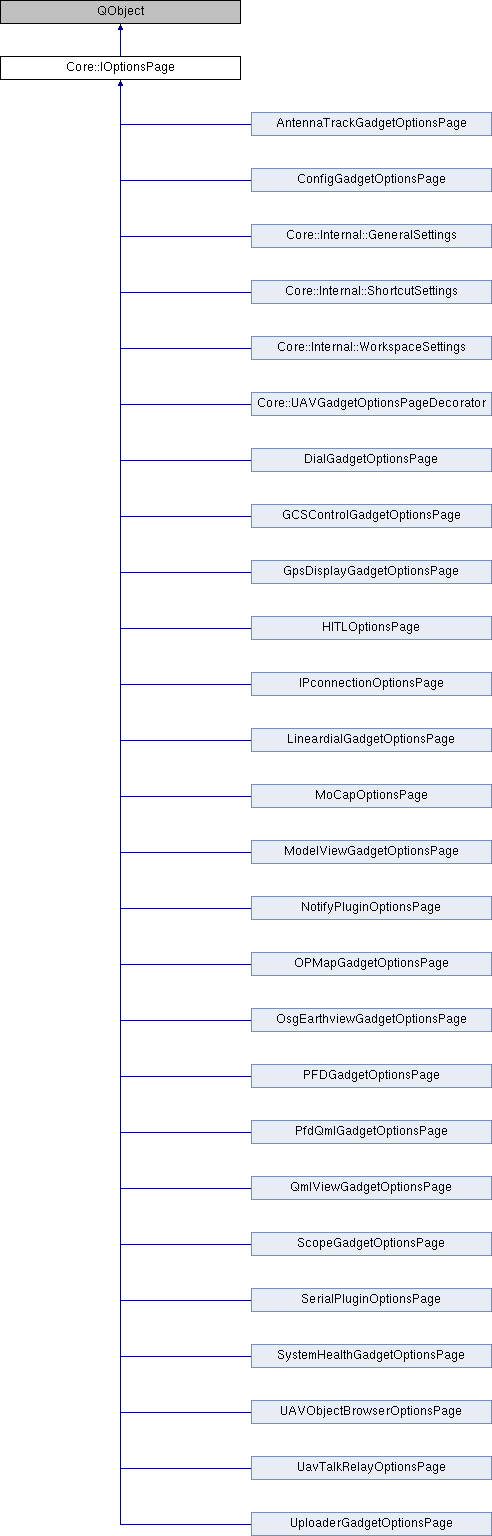 QObject
Core::IOptionsPage
AntennaTrackGadgetOptionsPage
ConfigGadgetOptionsPage
Core::Internal::GeneralSettings
Core::Internal::ShortcutSettings
Core::Internal::WorkspaceSettings
Core::UAVGadgetOptionsPageDecorator
DialGadgetOptionsPage
GCSControlGadgetOptionsPage
GpsDisplayGadgetOptionsPage
HITLOptionsPage
IPconnectionOptionsPage
LineardialGadgetOptionsPage
MoCapOptionsPage
ModelViewGadgetOptionsPage
NotifyPluginOptionsPage
OPMapGadgetOptionsPage
OsgEarthviewGadgetOptionsPage
PFDGadgetOptionsPage
PfdQmlGadgetOptionsPage
QmlViewGadgetOptionsPage
ScopeGadgetOptionsPage
SerialPluginOptionsPage
SystemHealthGadgetOptionsPage
UAVObjectBrowserOptionsPage
UavTalkRelayOptionsPage
UploaderGadgetOptionsPage